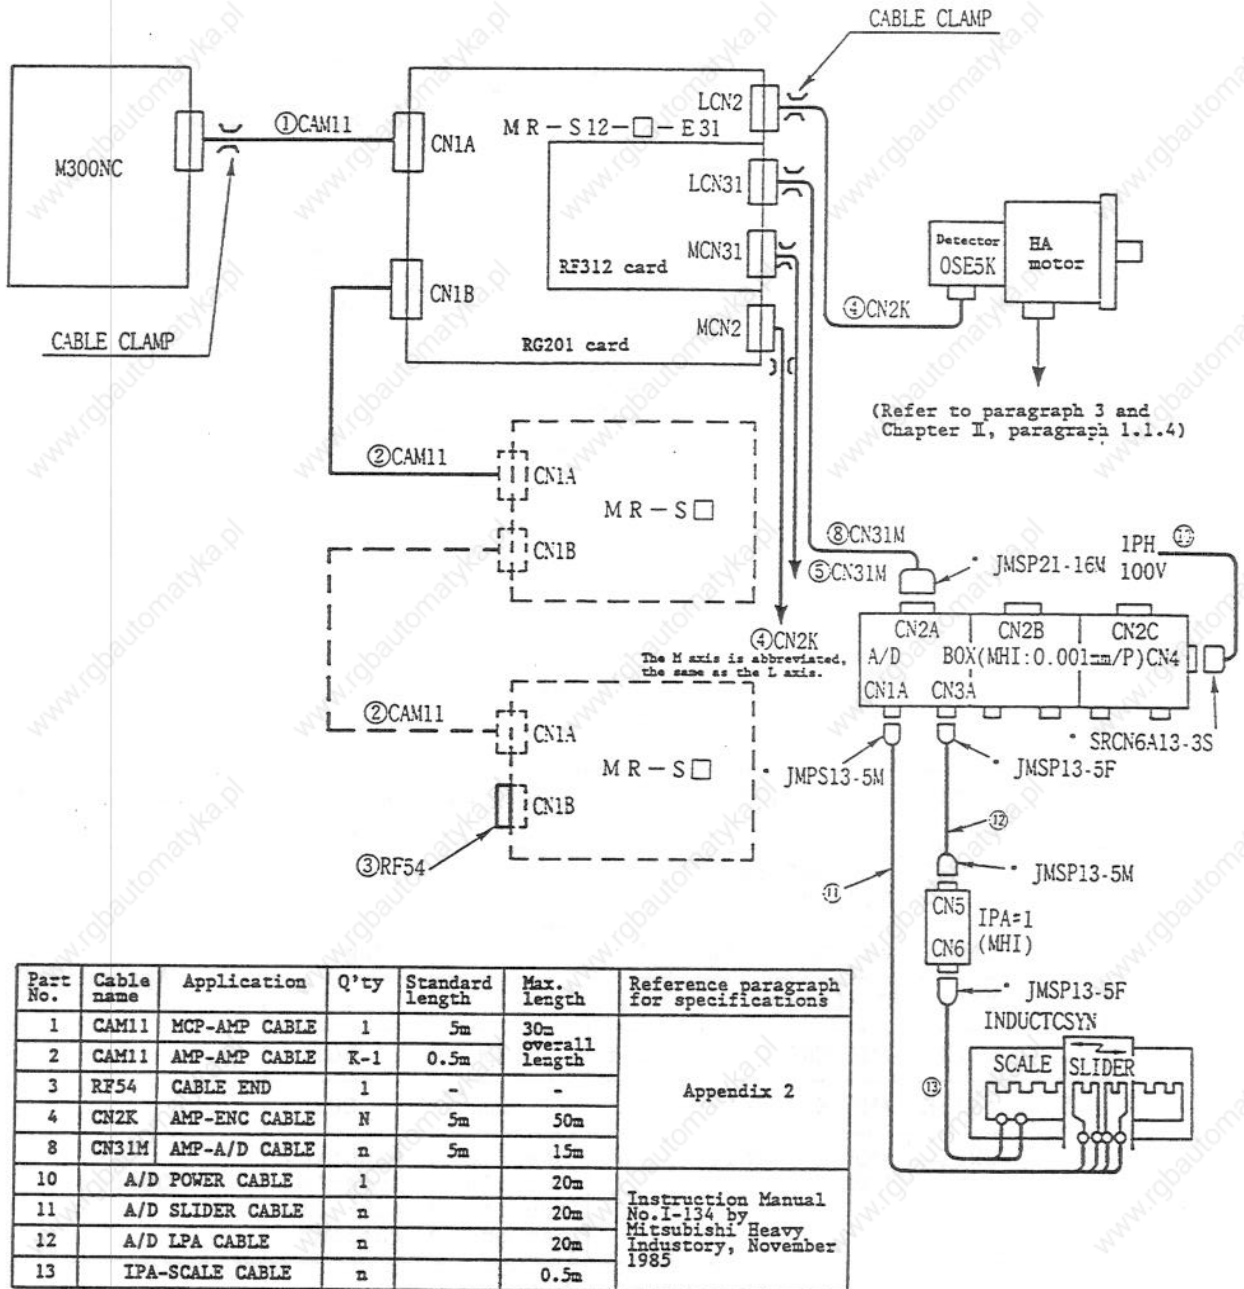 CABLE CLAMP
M300NC
①CAM11
CN1A
MR-S12-□-E31
LCN2
LCN31
MCN31
RF312 card
CN1B
MCN2
RG201 card
CABLE CLAMP
Detector
OSE5K
HA
motor
④CN2K
(Refer to paragraph 3 and
Chapter II, paragraph 1.1.4)
②CAM11
CN1A
MR-S□
CN1B
⑧CN31M
⑤CN31M
JMSP21-16M
1PH
100V
⑩
④CN2K
The M axis is abbreviated,
the same as the L axis.
CN2A
CN2B
CN2C
A/D BOX(MHI:0.001mm/P)CN4
CN1A
CN3A
SRCN6A13-3S
②CAM11
CN1A
MR-S□
CN1B
③RF54
JMPS13-5M
JMSP13-5F
⑫
JMSP13-5M
⑪
CN5
IPA=1
(MHI)
CN6
JMSP13-5F
INDUCTCSYN
SCALE
SLIDER
⑬
Part No. Cable name Application Q'ty Standard length Max. length Reference paragraph for specifications
1 CAM11 MCP-AMP CABLE 1 5m 30m overall length
2 CAM11 AMP-AMP CABLE K-1 0.5m
3 RF54 CABLE END 1 - - Appendix 2
4 CN2K AMP-ENC CABLE N 5m 50m
8 CN31M AMP-A/D CABLE n 5m 15m
10 A/D POWER CABLE 1 20m
11 A/D SLIDER CABLE n 20m
12 A/D LPA CABLE n 20m
13 IPA-SCALE CABLE n 0.5m
Instruction Manual
No.I-134 by
Mitsubishi Heavy
Industory, November
1985
www.rgbautomatyka.pl